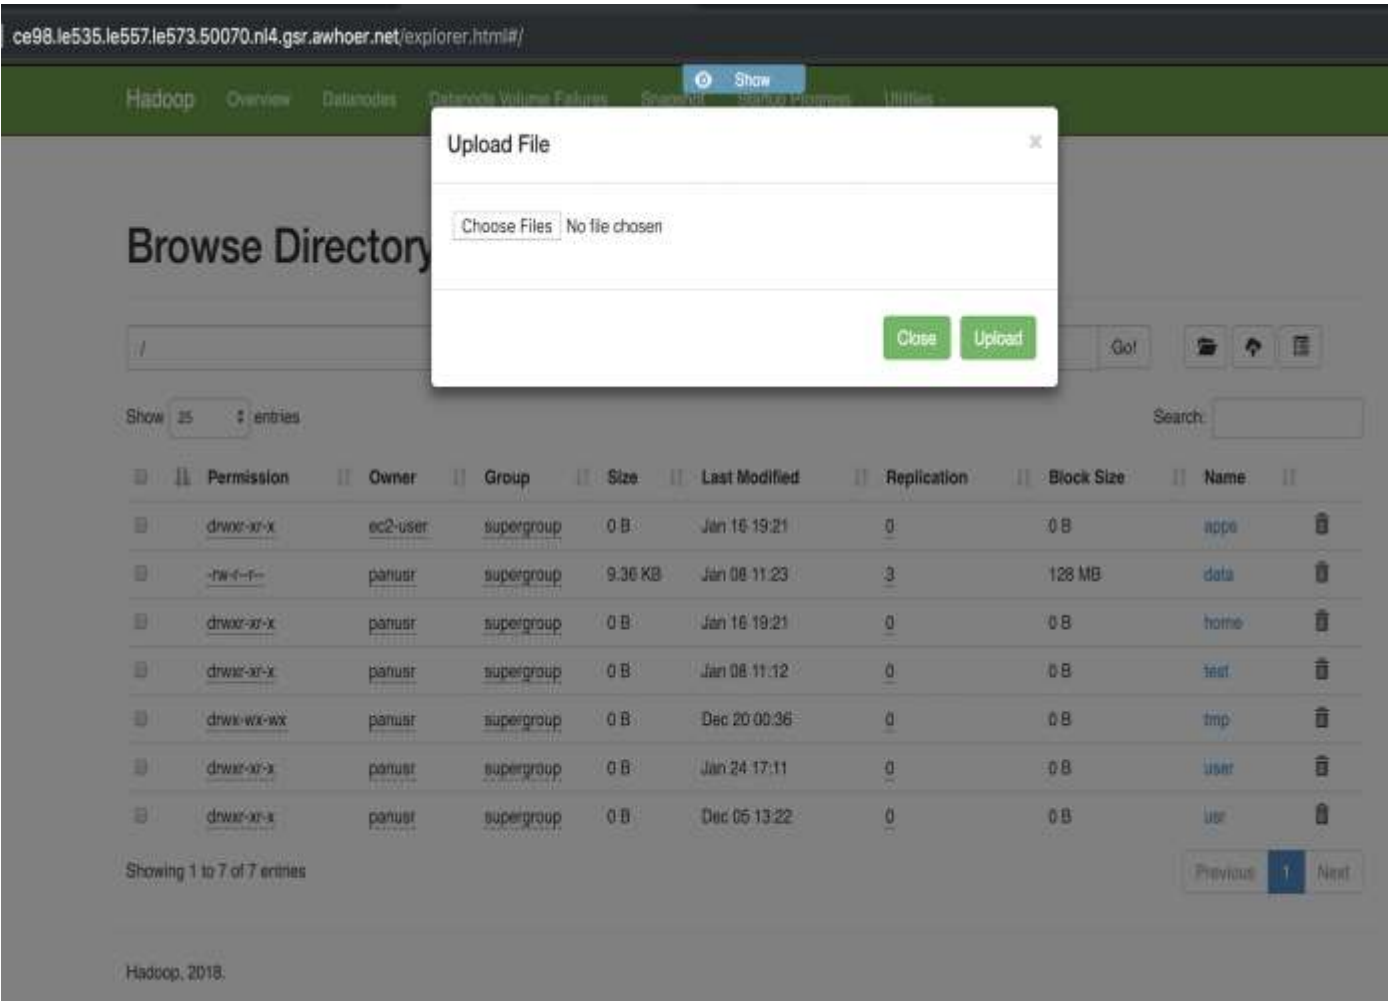 ce98.le535.le557.le573.50070.nl4.gsr.awhoer.net/explorer.html#/
Show
Hadoop Overview Datanodes Datanode Volume Failures Snapshot Startup Progress Utilities
Upload File ×
Choose Files No file chosen
Browse Directory
Close Upload
/ Go!
Show 25 entries Search:
Permission Owner Group Size Last Modified Replication Block Size Name
drwxr-xr-x ec2-user supergroup 0 B Jan 16 19:21 0 0 B apps
-rw-r--r-- panusr supergroup 9.36 KB Jan 08 11:23 3 128 MB data
drwxr-xr-x panusr supergroup 0 B Jan 16 19:21 0 0 B home
drwxr-xr-x panusr supergroup 0 B Jan 08 11:12 0 0 B test
drwx-wx-wx panusr supergroup 0 B Dec 20 00:36 0 0 B tmp
drwxr-xr-x panusr supergroup 0 B Jan 24 17:11 0 0 B user
drwxr-xr-x panusr supergroup 0 B Dec 05 13:22 0 0 B usr
Showing 1 to 7 of 7 entries Previous 1 Next
Hadoop, 2018.